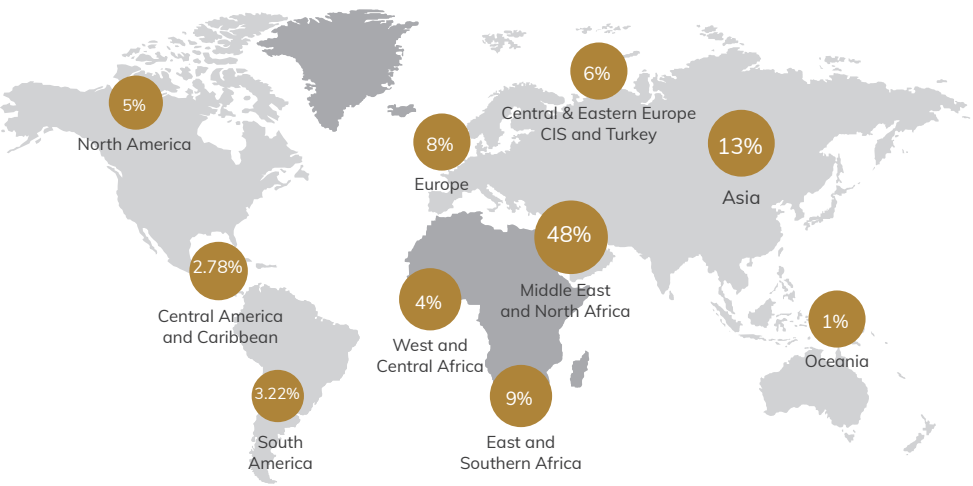 6%
Central & Eastern Europe
CIS and Turkey
5%
North America
8%
Europe
13%
Asia
48%
Middle East
and North Africa
2.78%
Central America
and Caribbean
4%
West and
Central Africa
1%
Oceania
3.22%
South
America
9%
East and
Southern Africa